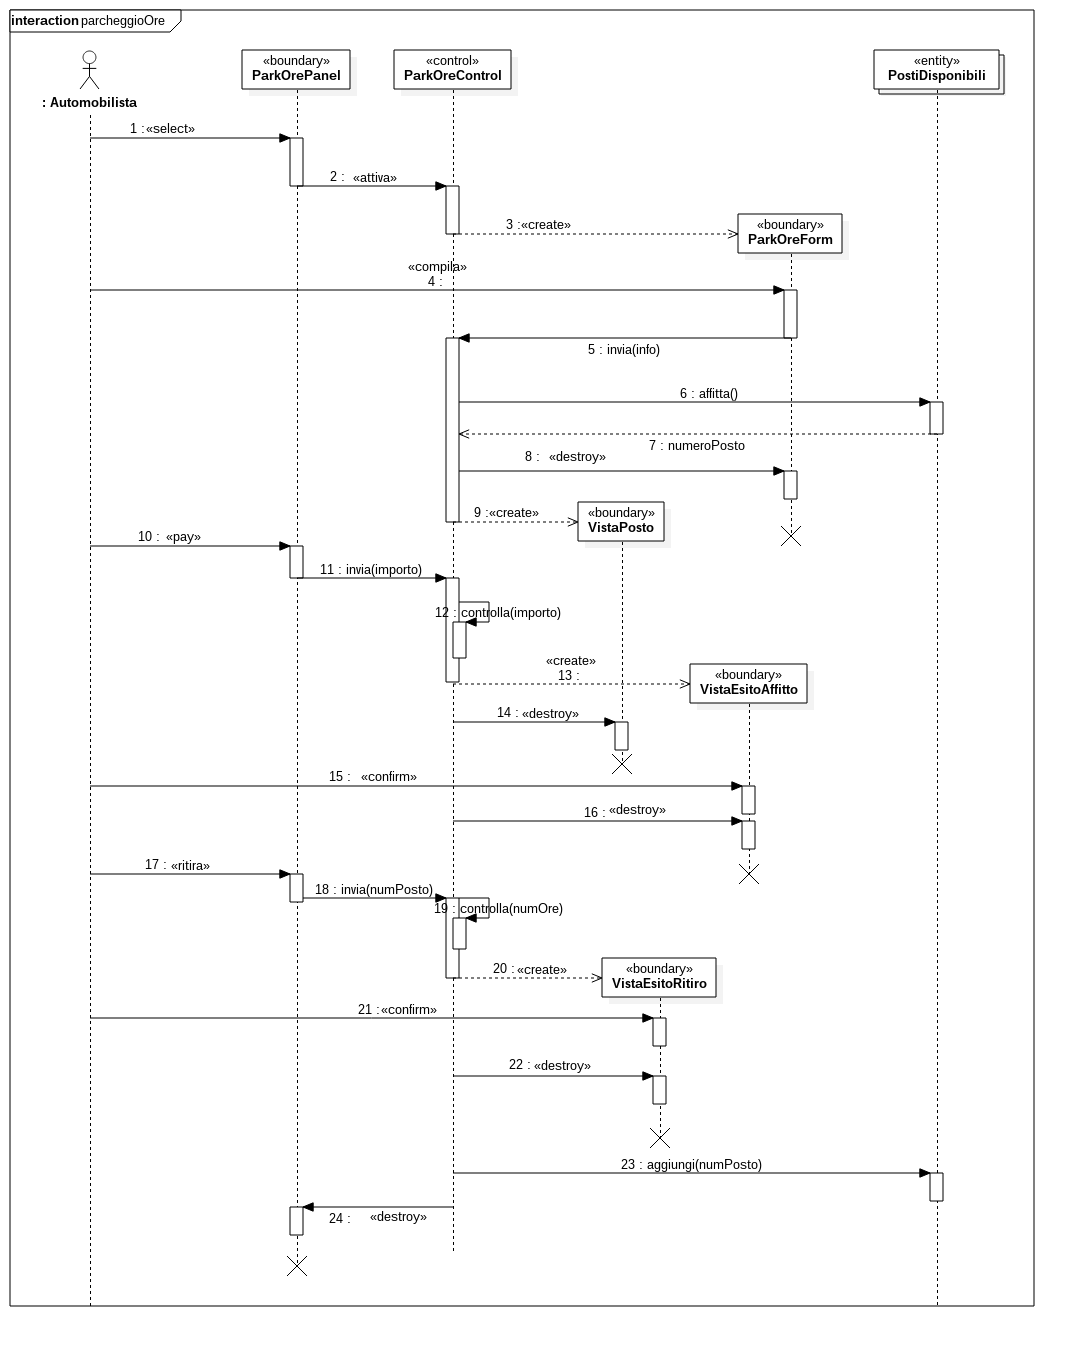 interaction parcheggioOre
«boundary»
ParkOrePanel
«control»
ParkOreControl
«entity»
PostiDisponibili
: Automobilista
1 : «select»
2 : «attiva»
3 : «create»
«boundary»
ParkOreForm
«compila»
4 :
5 : invia(info)
6 : affitta()
7 : numeroPosto
8 : «destroy»
9 : «create»
«boundary»
VistaPosto
10 : «pay»
11 : invia(importo)
12 : controlla(importo)
«create»
13 :
«boundary»
VistaEsitoAffitto
14 : «destroy»
15 : «confirm»
16 : «destroy»
17 : «ritira»
18 : invia(numPosto)
19 : controlla(numOre)
20 : «create»
«boundary»
VistaEsitoRitiro
21 : «confirm»
22 : «destroy»
23 : aggiungi(numPosto)
24 : «destroy»